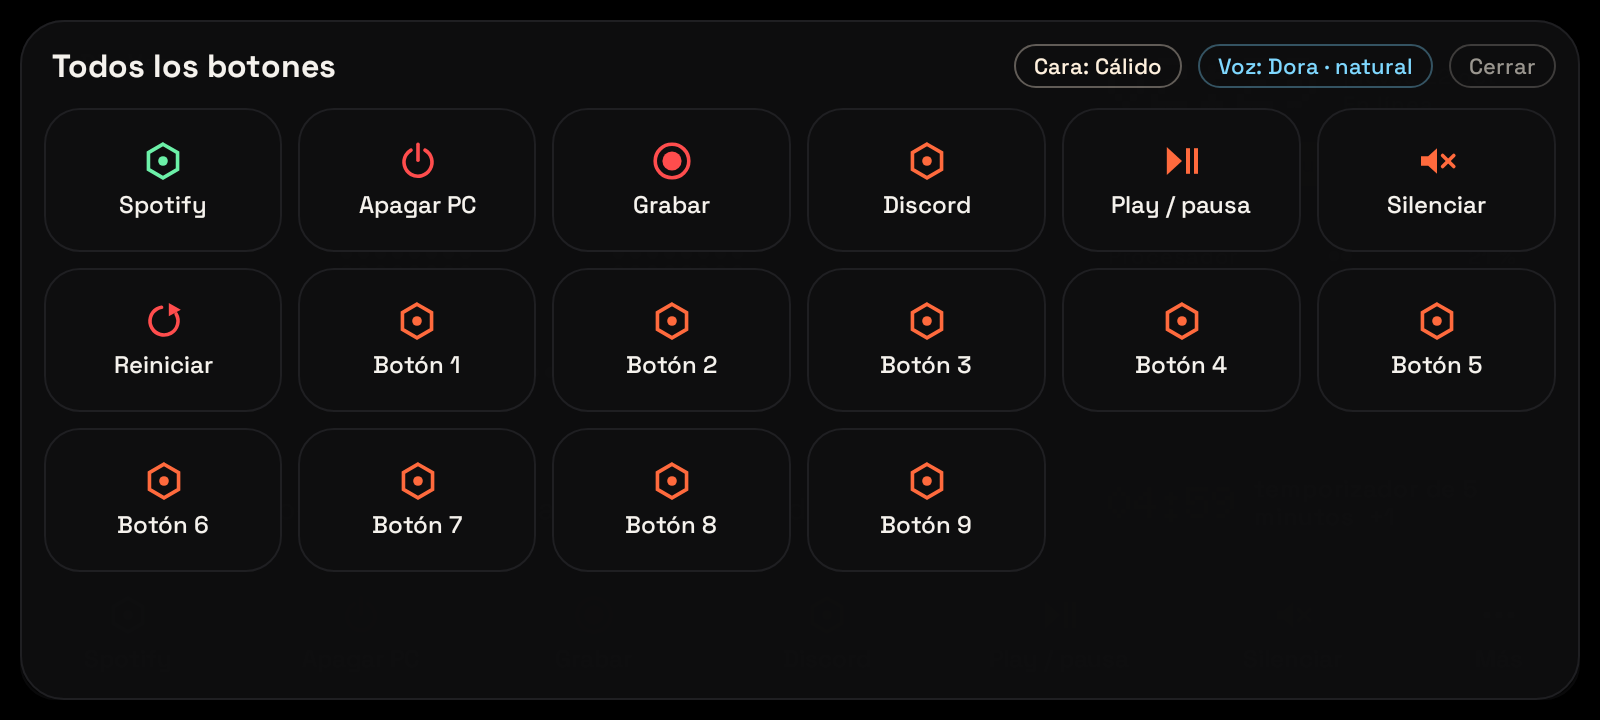 Todos los botones
Cara: Cálido
Voz: Dora · natural
Cerrar
Spotify
Apagar PC
Grabar
Discord
Play / pausa
Silenciar
Reiniciar
Botón 1
Botón 2
Botón 3
Botón 4
Botón 5
Botón 6
Botón 7
Botón 8
Botón 9